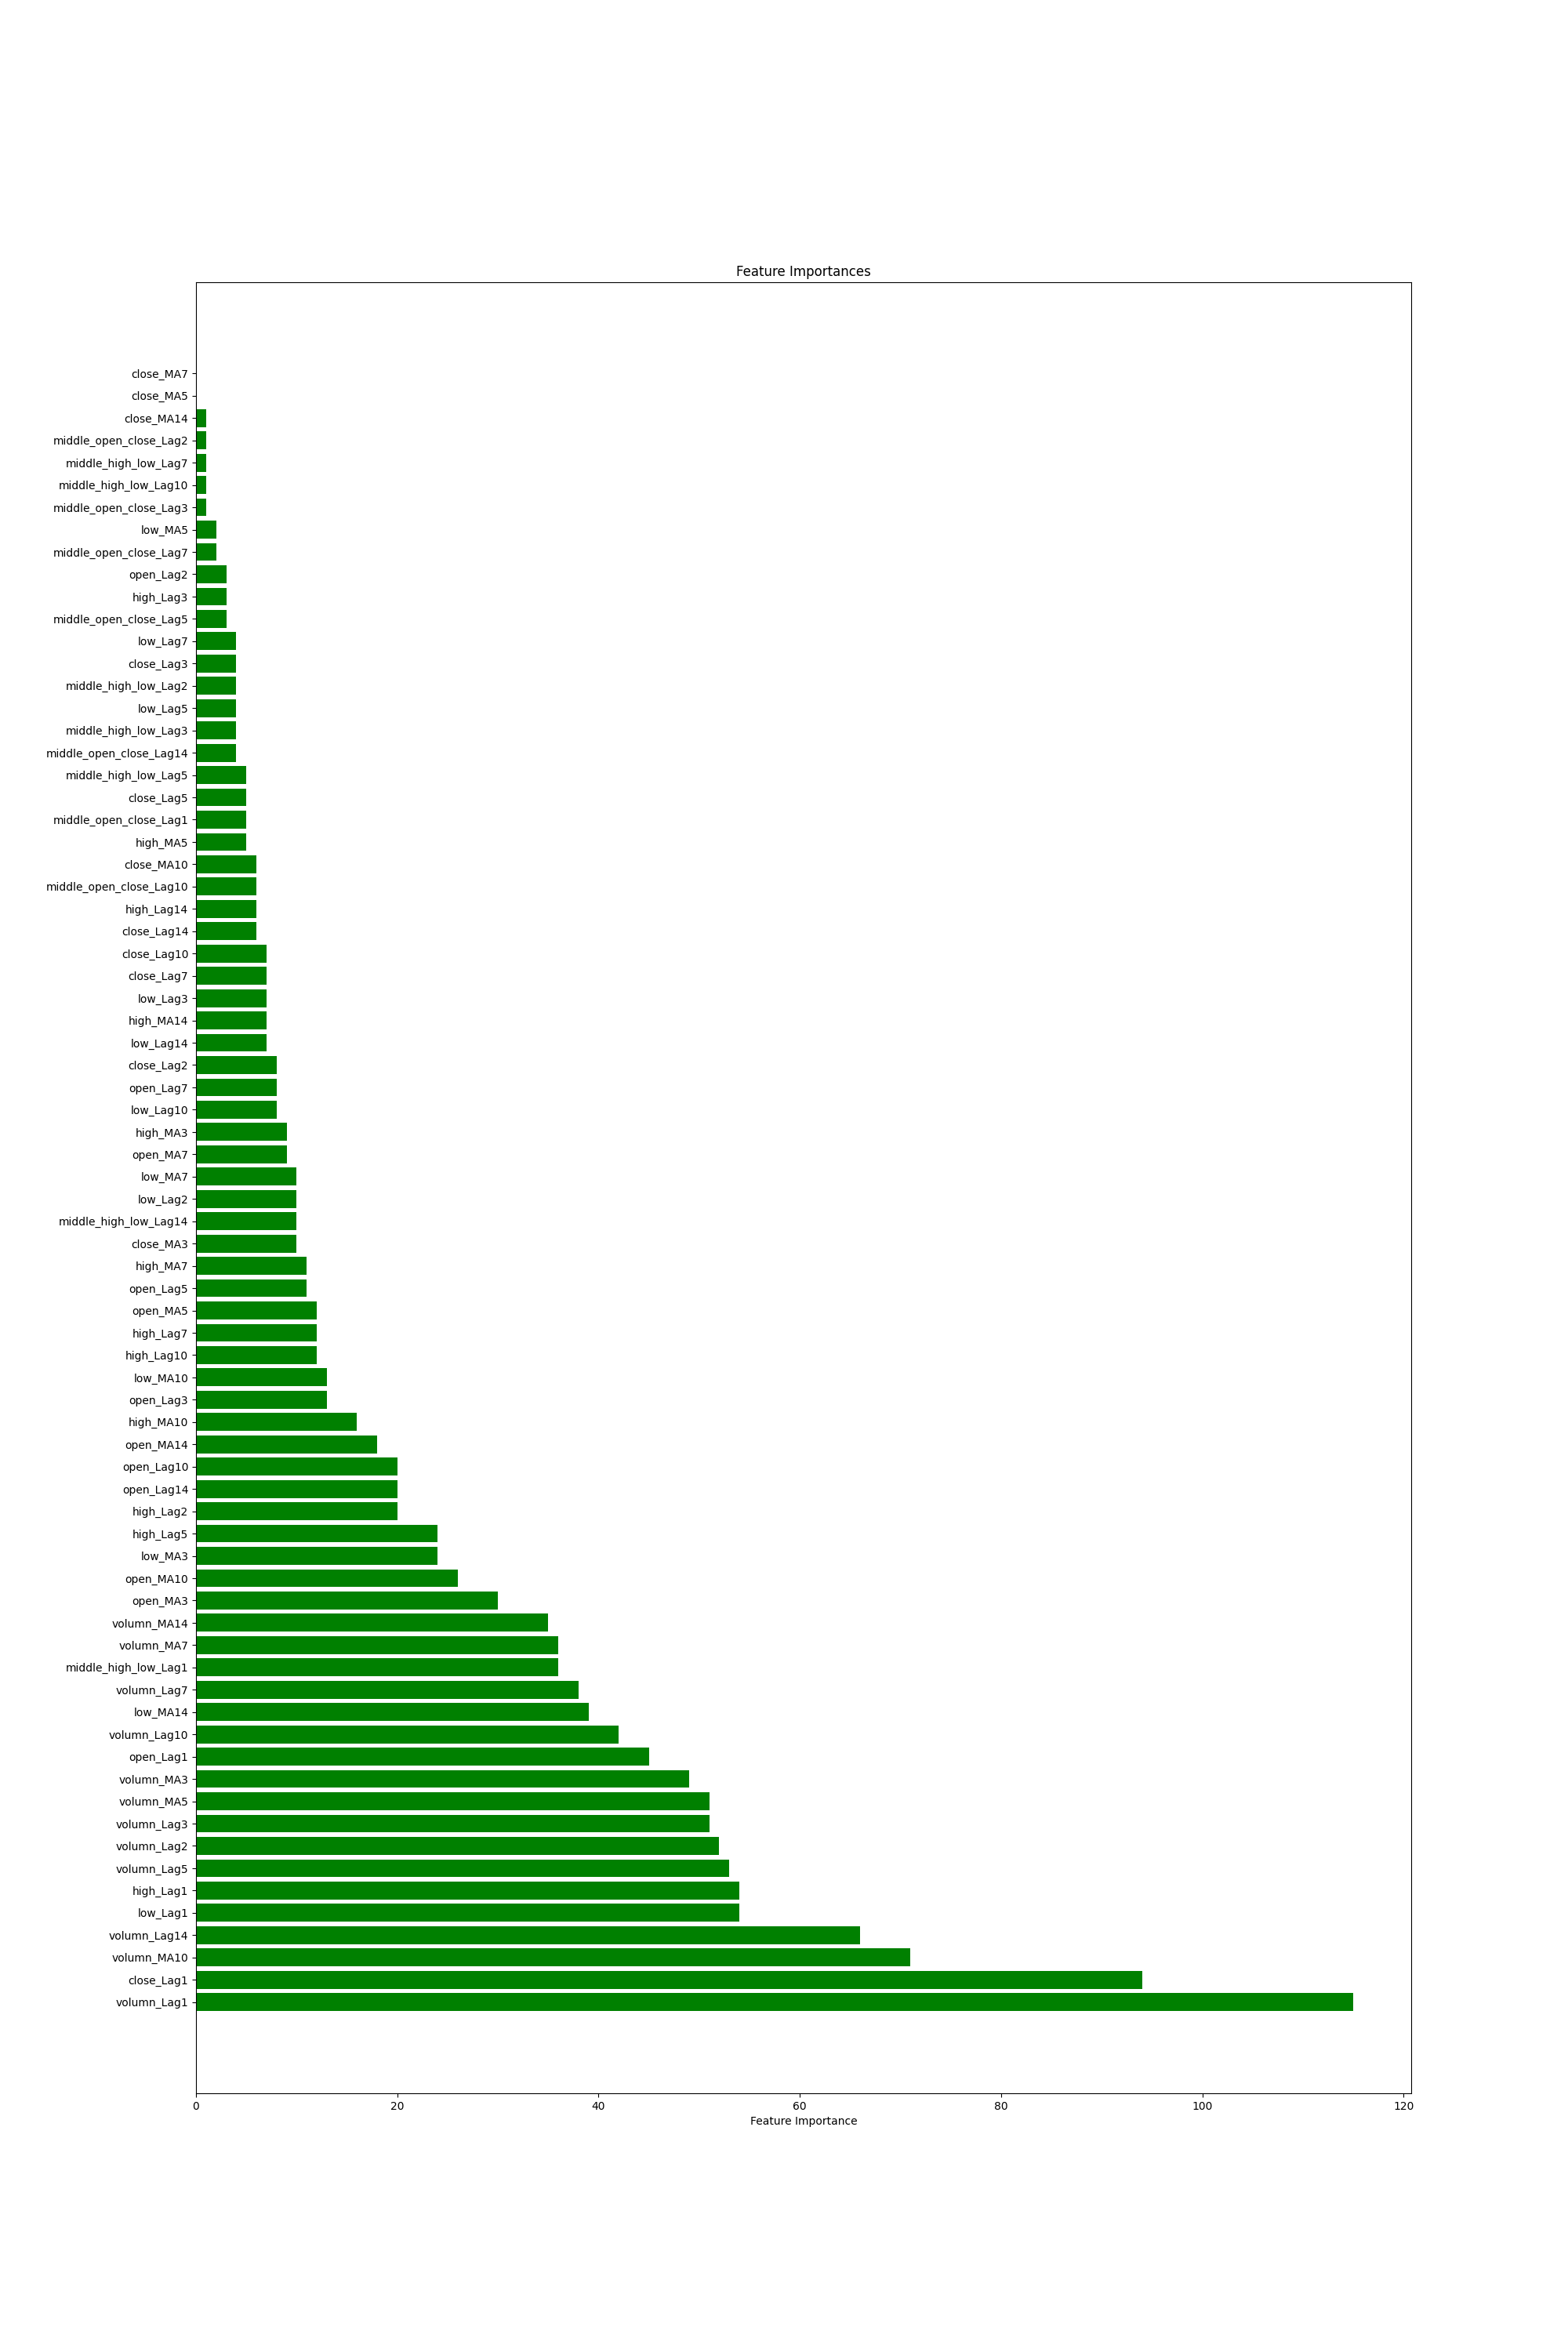 Feature Importances
close_MA7
close_MA5
close_MA14
middle_open_close_Lag2
middle_high_low_Lag7
middle_high_low_Lag10
middle_open_close_Lag3
low_MA5
middle_open_close_Lag7
open_Lag2
high_Lag3
middle_open_close_Lag5
low_Lag7
close_Lag3
middle_high_low_Lag2
low_Lag5
middle_high_low_Lag3
middle_open_close_Lag14
middle_high_low_Lag5
close_Lag5
middle_open_close_Lag1
high_MA5
close_MA10
middle_open_close_Lag10
high_Lag14
close_Lag14
close_Lag10
close_Lag7
low_Lag3
high_MA14
low_Lag14
close_Lag2
open_Lag7
low_Lag10
high_MA3
open_MA7
low_MA7
low_Lag2
middle_high_low_Lag14
close_MA3
high_MA7
open_Lag5
open_MA5
high_Lag7
high_Lag10
low_MA10
open_Lag3
high_MA10
open_MA14
open_Lag10
open_Lag14
high_Lag2
high_Lag5
low_MA3
open_MA10
open_MA3
volumn_MA14
volumn_MA7
middle_high_low_Lag1
volumn_Lag7
low_MA14
volumn_Lag10
open_Lag1
volumn_MA3
volumn_MA5
volumn_Lag3
volumn_Lag2
volumn_Lag5
high_Lag1
low_Lag1
volumn_Lag14
volumn_MA10
close_Lag1
volumn_Lag1
0 20 40 60 80 100 120
Feature Importance